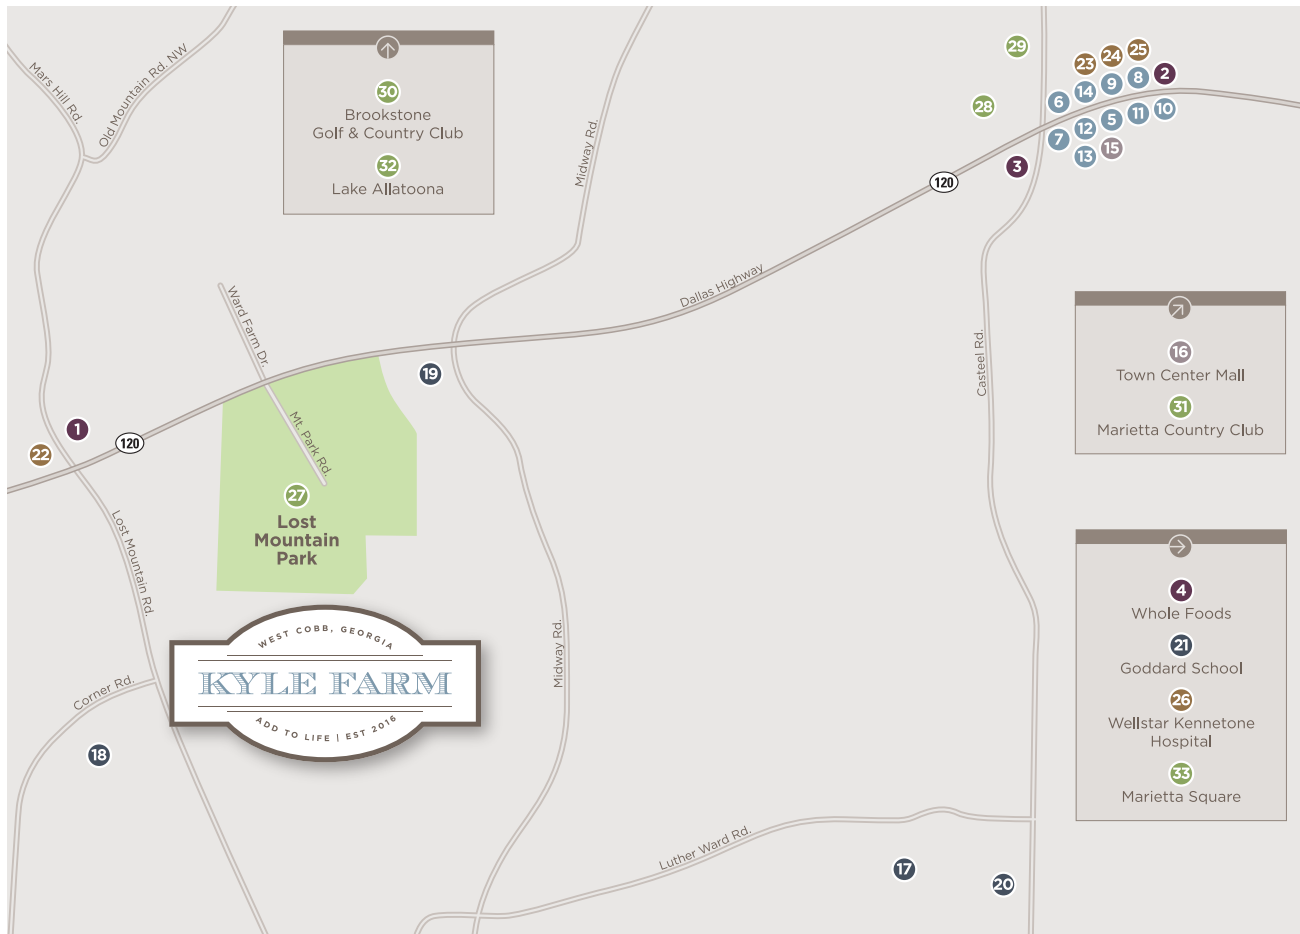 Mars Hill Rd.
Old Mountain Rd. NW
30
Brookstone
Golf & Country Club
32
Lake Allatoona
Midway Rd.
29
28
23
24
25
2
6
14
9
8
7
12
5
11
10
13
15
3
120
Dallas Highway
Ward Farm Dr.
Mt. Park Rd.
19
1
22
120
27
Lost
Mountain
Park
Lost Mountain Rd.
Casteel Rd.
16
Town Center Mall
31
Marietta Country Club
4
Whole Foods
21
Goddard School
26
Wellstar Kennetone
Hospital
33
Marietta Square
WEST COBB, GEORGIA
KYLE FARM
ADD TO LIFE | EST 2016
Corner Rd.
18
Midway Rd.
Luther Ward Rd.
17
20